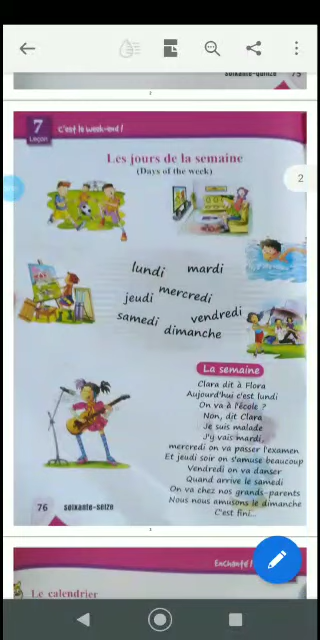 soixante-quinze 75
7
Leçon
C'est le week-end !
Les jours de la semaine
(Days of the week)
2
lundi mardi
jeudi mercredi
samedi vendredi
dimanche
La semaine
Clara dit à Flora
Aujourd'hui c'est lundi
On va à l'école ?
Non, dit Clara
Je suis malade
J'y vais mardi,
mercredi on va passer l'examen
Et jeudi soir on s'amuse beaucoup
Vendredi on va danser
Quand arrive le samedi
On va chez nos grands-parents
Nous nous amusons le dimanche
C'est fini...
76 soixante-seize
Enchanté !
Le calendrier